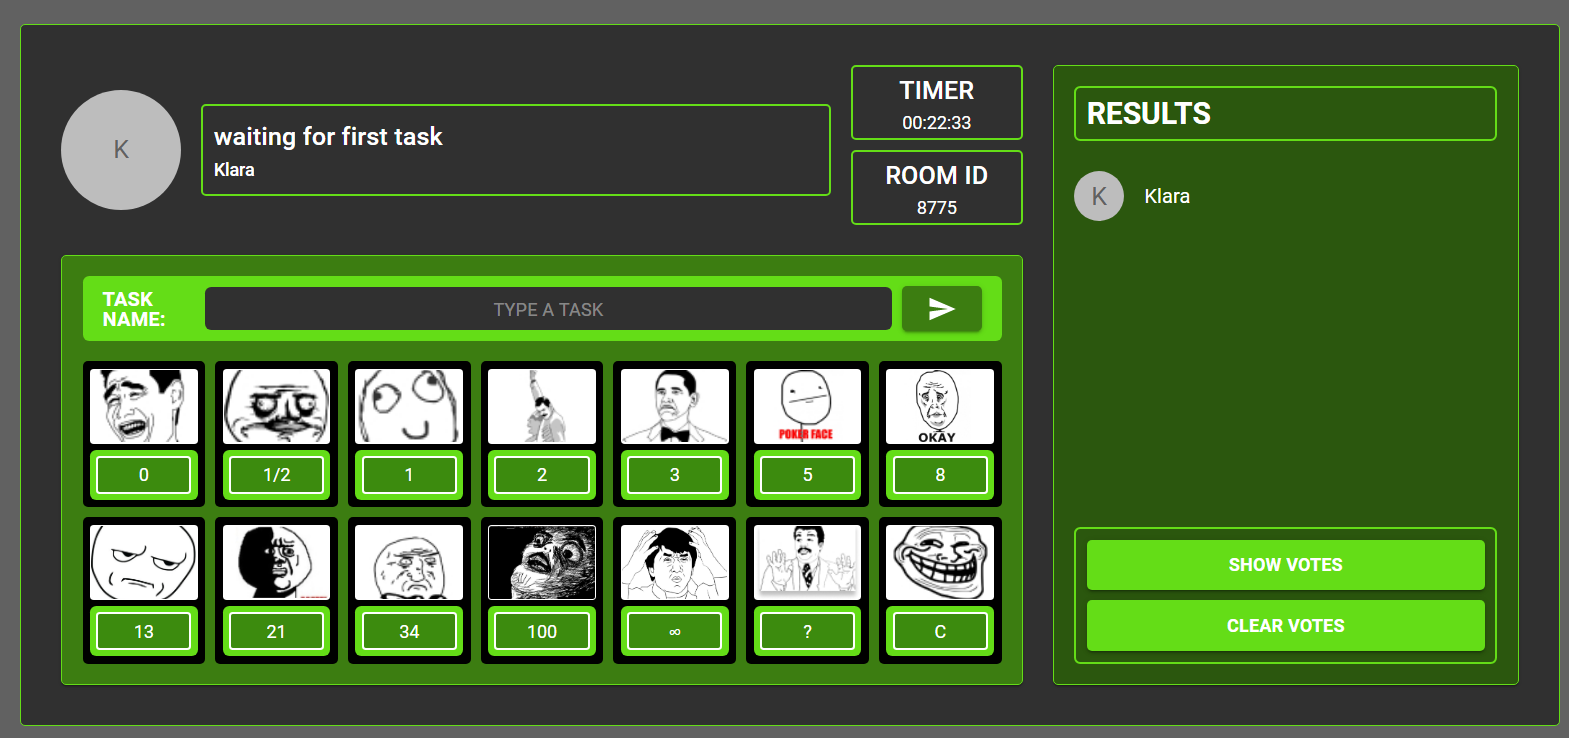 K
waiting for first task
Klara
TIMER
00:22:33
ROOM ID
8775
TASK
NAME:
TYPE A TASK
POKER FACE
OKAY
0
1/2
1
2
3
5
8
13
21
34
100
∞
?
C
RESULTS
K
Klara
SHOW VOTES
CLEAR VOTES